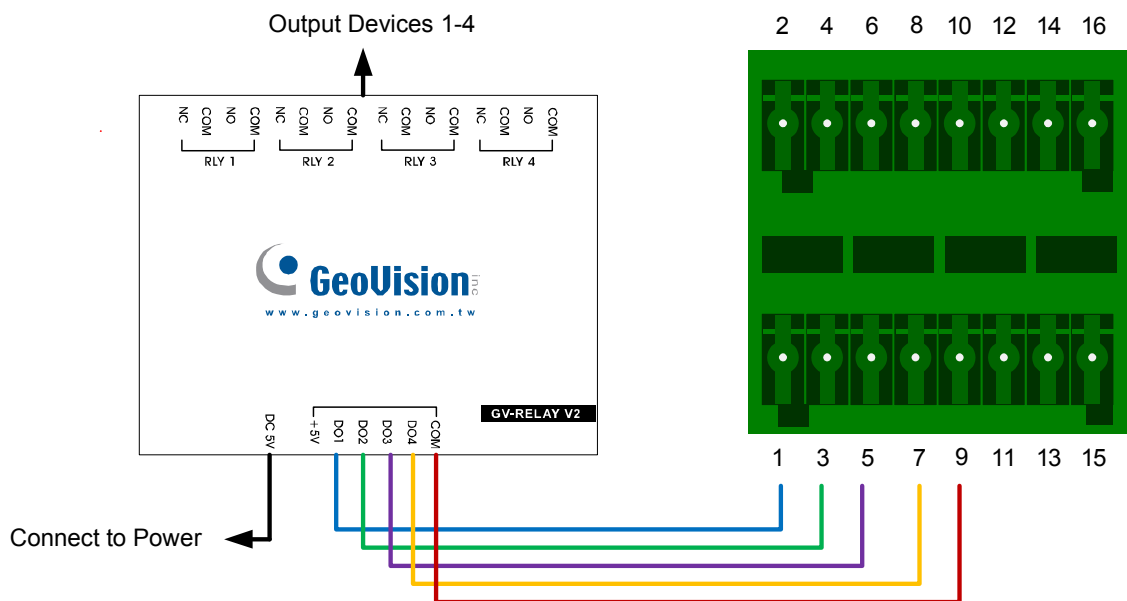 Output Devices 1-4
2 4 6 8 10 12 14 16
NC COM NO COM NC COM NO COM NC COM NO COM NC COM NO COM
RLY 1 RLY 2 RLY 3 RLY 4
GeoVision inc
www.geovision.com.tw
GV-RELAY V2
DC 5V +5V DO1 DO2 DO3 DO4 COM
1 3 5 7 9 11 13 15
Connect to Power